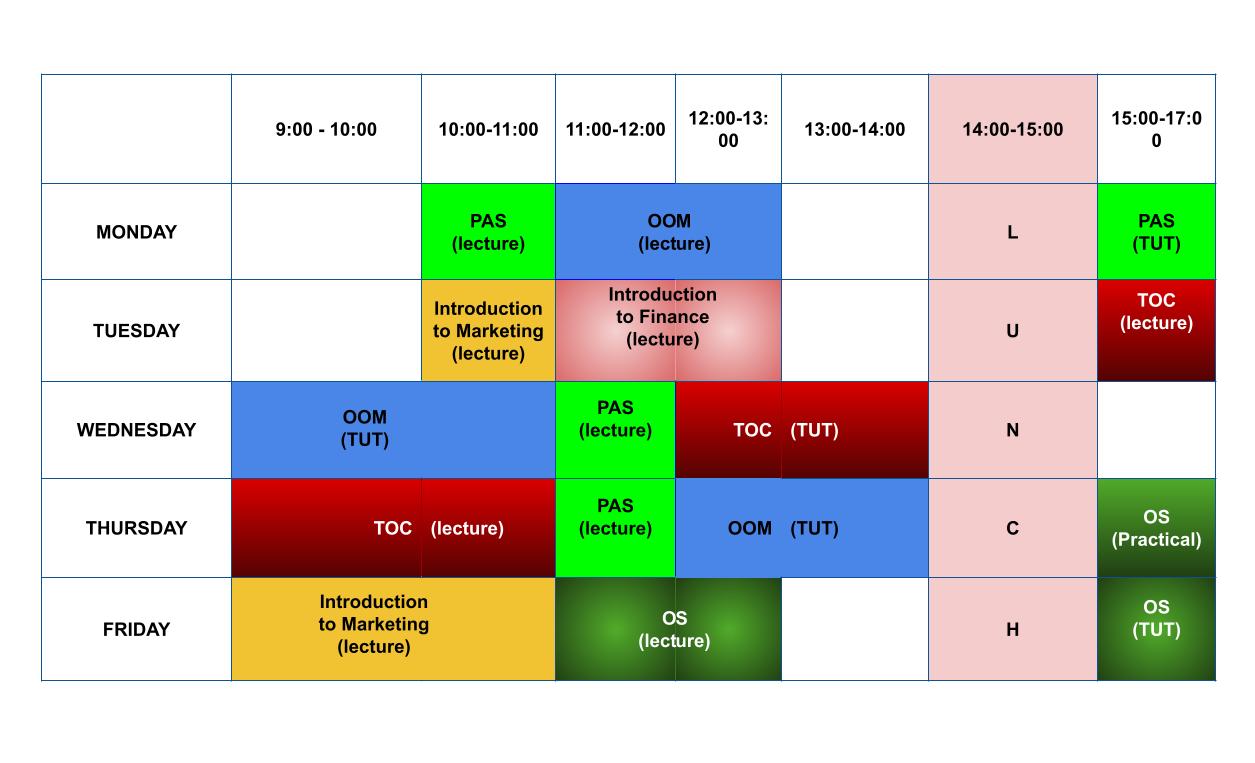 9:00 - 10:00
10:00-11:00
11:00-12:00
12:00-13:
00
13:00-14:00
14:00-15:00
15:00-17:0
0
MONDAY
PAS
(lecture)
OOM
(lecture)
L
PAS
(TUT)
TUESDAY
Introduction
to Marketing
(lecture)
Introduction
to Finance
(lecture)
U
TOC
(lecture)
WEDNESDAY
OOM
(TUT)
PAS
(lecture)
TOC (TUT)
N
THURSDAY
TOC (lecture)
PAS
(lecture)
OOM (TUT)
C
OS
(Practical)
FRIDAY
Introduction
to Marketing
(lecture)
OS
(lecture)
H
OS
(TUT)